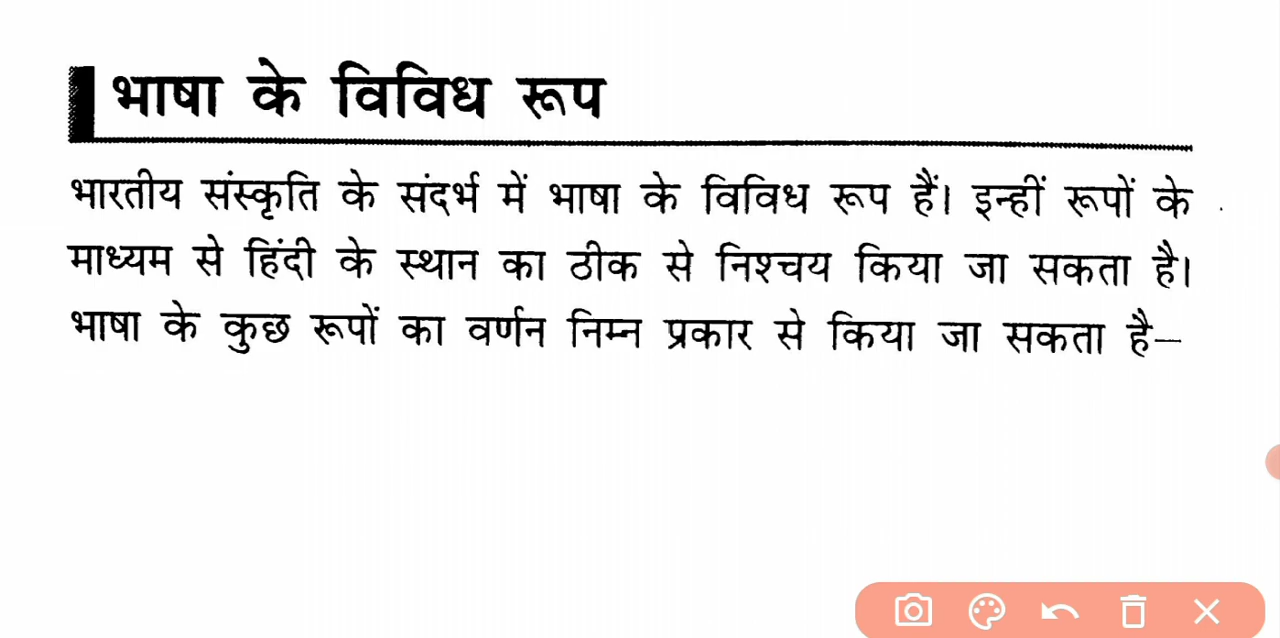 भाषा के विविध रूप
भारतीय संस्कृति के संदर्भ में भाषा के विविध रूप हैं। इन्हीं रूपों के
माध्यम से हिंदी के स्थान का ठीक से निश्चय किया जा सकता है।
भाषा के कुछ रूपों का वर्णन निम्न प्रकार से किया जा सकता है—